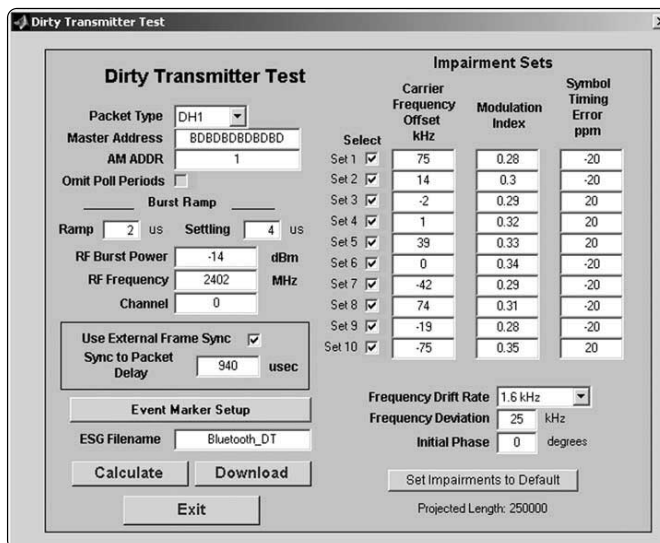 Dirty Transmitter Test
Dirty Transmitter Test
Packet Type DH1
Master Address BDBDBDBDBDBD
AM ADDR 1
Omit Poll Periods
Burst Ramp
Ramp 2 us Settling 4 us
RF Burst Power -14 dBm
RF Frequency 2402 MHz
Channel 0
Use External Frame Sync
Sync to Packet
Delay 940 usec
Event Marker Setup
ESG Filename Bluetooth_DT
Calculate Download
Exit
Impairment Sets
Select
Carrier
Frequency
Offset
kHz
Modulation
Index
Symbol
Timing
Error
ppm
Set 1 75 0.28 -20
Set 2 14 0.3 -20
Set 3 -2 0.29 20
Set 4 1 0.32 -20
Set 5 39 0.33 20
Set 6 0 0.34 -20
Set 7 -42 0.29 -20
Set 8 74 0.31 -20
Set 9 -19 0.28 -20
Set 10 -75 0.35 20
Frequency Drift Rate 1.6 kHz
Frequency Deviation 25 kHz
Initial Phase 0 degrees
Set Impairments to Default
Projected Length: 250000